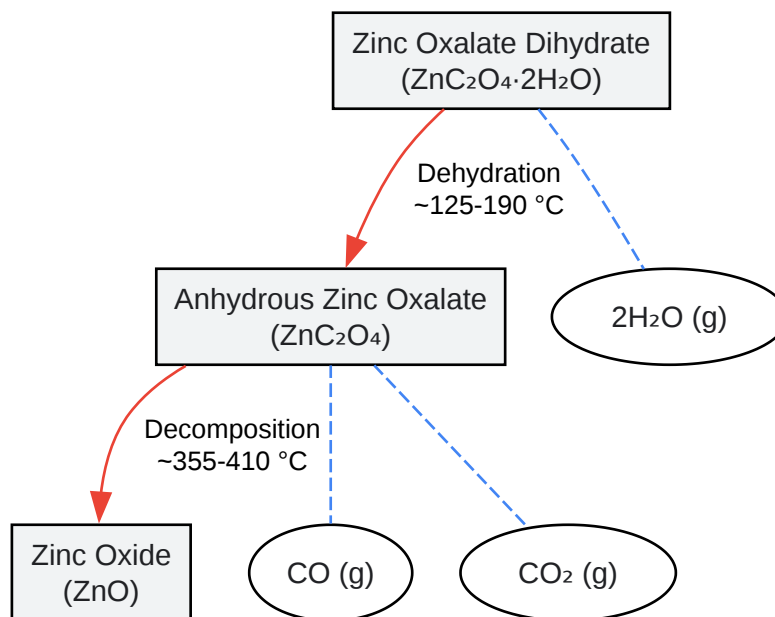 Zinc Oxalate Dihydrate
(ZnC₂O₄·2H₂O)
Dehydration
~125-190 °C
Anhydrous Zinc Oxalate
(ZnC₂O₄)
2H₂O (g)
Decomposition
~355-410 °C
Zinc Oxide
(ZnO)
CO (g)
CO₂ (g)